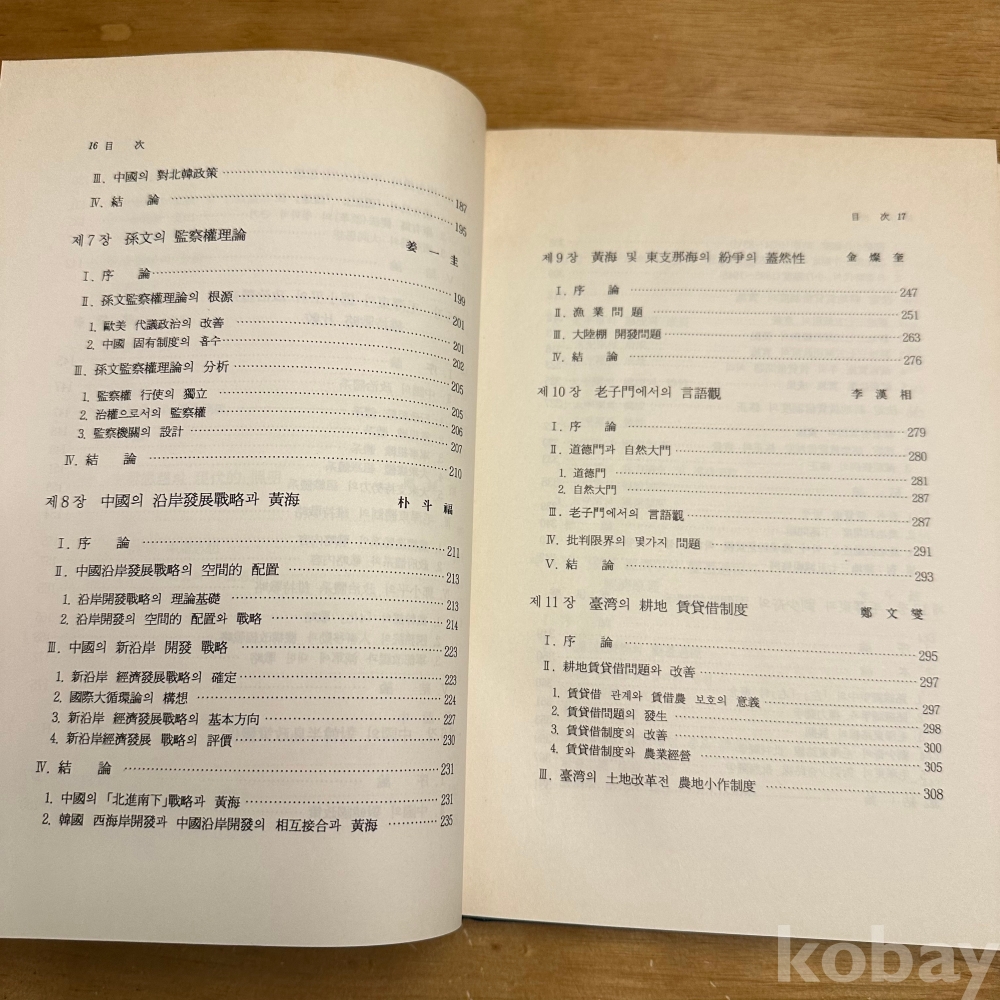 16 目 次
Ⅲ. 中國의 對北韓政策 187
Ⅳ. 結 論 195
제 7 장 孫文의 監察權理論 姜 一 圭
Ⅰ. 序 論 199
Ⅱ. 孫文監察權理論의 根源 201
1. 歐美 代議政治의 改善 201
2. 中國 固有制度의 흡수 202
Ⅲ. 孫文監察權理論의 分析 205
1. 監察權 行使의 獨立 205
2. 治權으로서의 監察權 206
3. 監察機關의 設計 207
Ⅳ. 結 論 210
제 8 장 中國의 沿岸發展戰略과 黃海 朴 斗 福
Ⅰ. 序 論 211
Ⅱ. 中國沿岸發展戰略의 空間的 配置 213
1. 沿岸開發戰略의 理論基礎 213
2. 沿岸開發의 空間的 配置와 戰略 214
Ⅲ. 中國의 新沿岸 開發 戰略 223
1. 新沿岸 經濟發展戰略의 確定 223
2. 國際大循環論의 構想 224
3. 新沿岸 經濟發展戰略의 基本方向 227
4. 新沿岸經濟發展 戰略의 評價 230
Ⅳ. 結 論 231
1. 中國의 「北進南下」戰略과 黃海 231
2. 韓國 西海岸開發과 中國沿岸開發의 相互接合과 黃海 235
目 次 17
제 9 장 黃海 및 東支那海의 紛爭의 蓋然性 金 燦 奎
Ⅰ. 序 論 247
Ⅱ. 漁 業 問 題 251
Ⅲ. 大陸棚 開發問題 263
Ⅳ. 結 論 276
제 10 장 老子門에서의 言語觀 李 漢 相
Ⅰ. 序 論 279
Ⅱ. 道德門과 自然大門 280
1. 道德門 281
2. 自然大門 287
Ⅲ. 老子門에서의 言語觀 287
Ⅳ. 批判限界의 몇가지 問題 291
Ⅴ. 結 論 293
제 11 장 臺灣의 耕地 賃貸借制度 鄭 文 燮
Ⅰ. 序 論 295
Ⅱ. 耕地賃貸借問題와 改善 297
1. 賃貸借 관계와 賃借農 보호의 意義 297
2. 賃貸借問題의 發生 298
3. 賃貸借制度의 改善 300
4. 賃貸借制度와 農業經營 305
Ⅲ. 臺灣의 土地改革전 農地小作制度 308
kobay